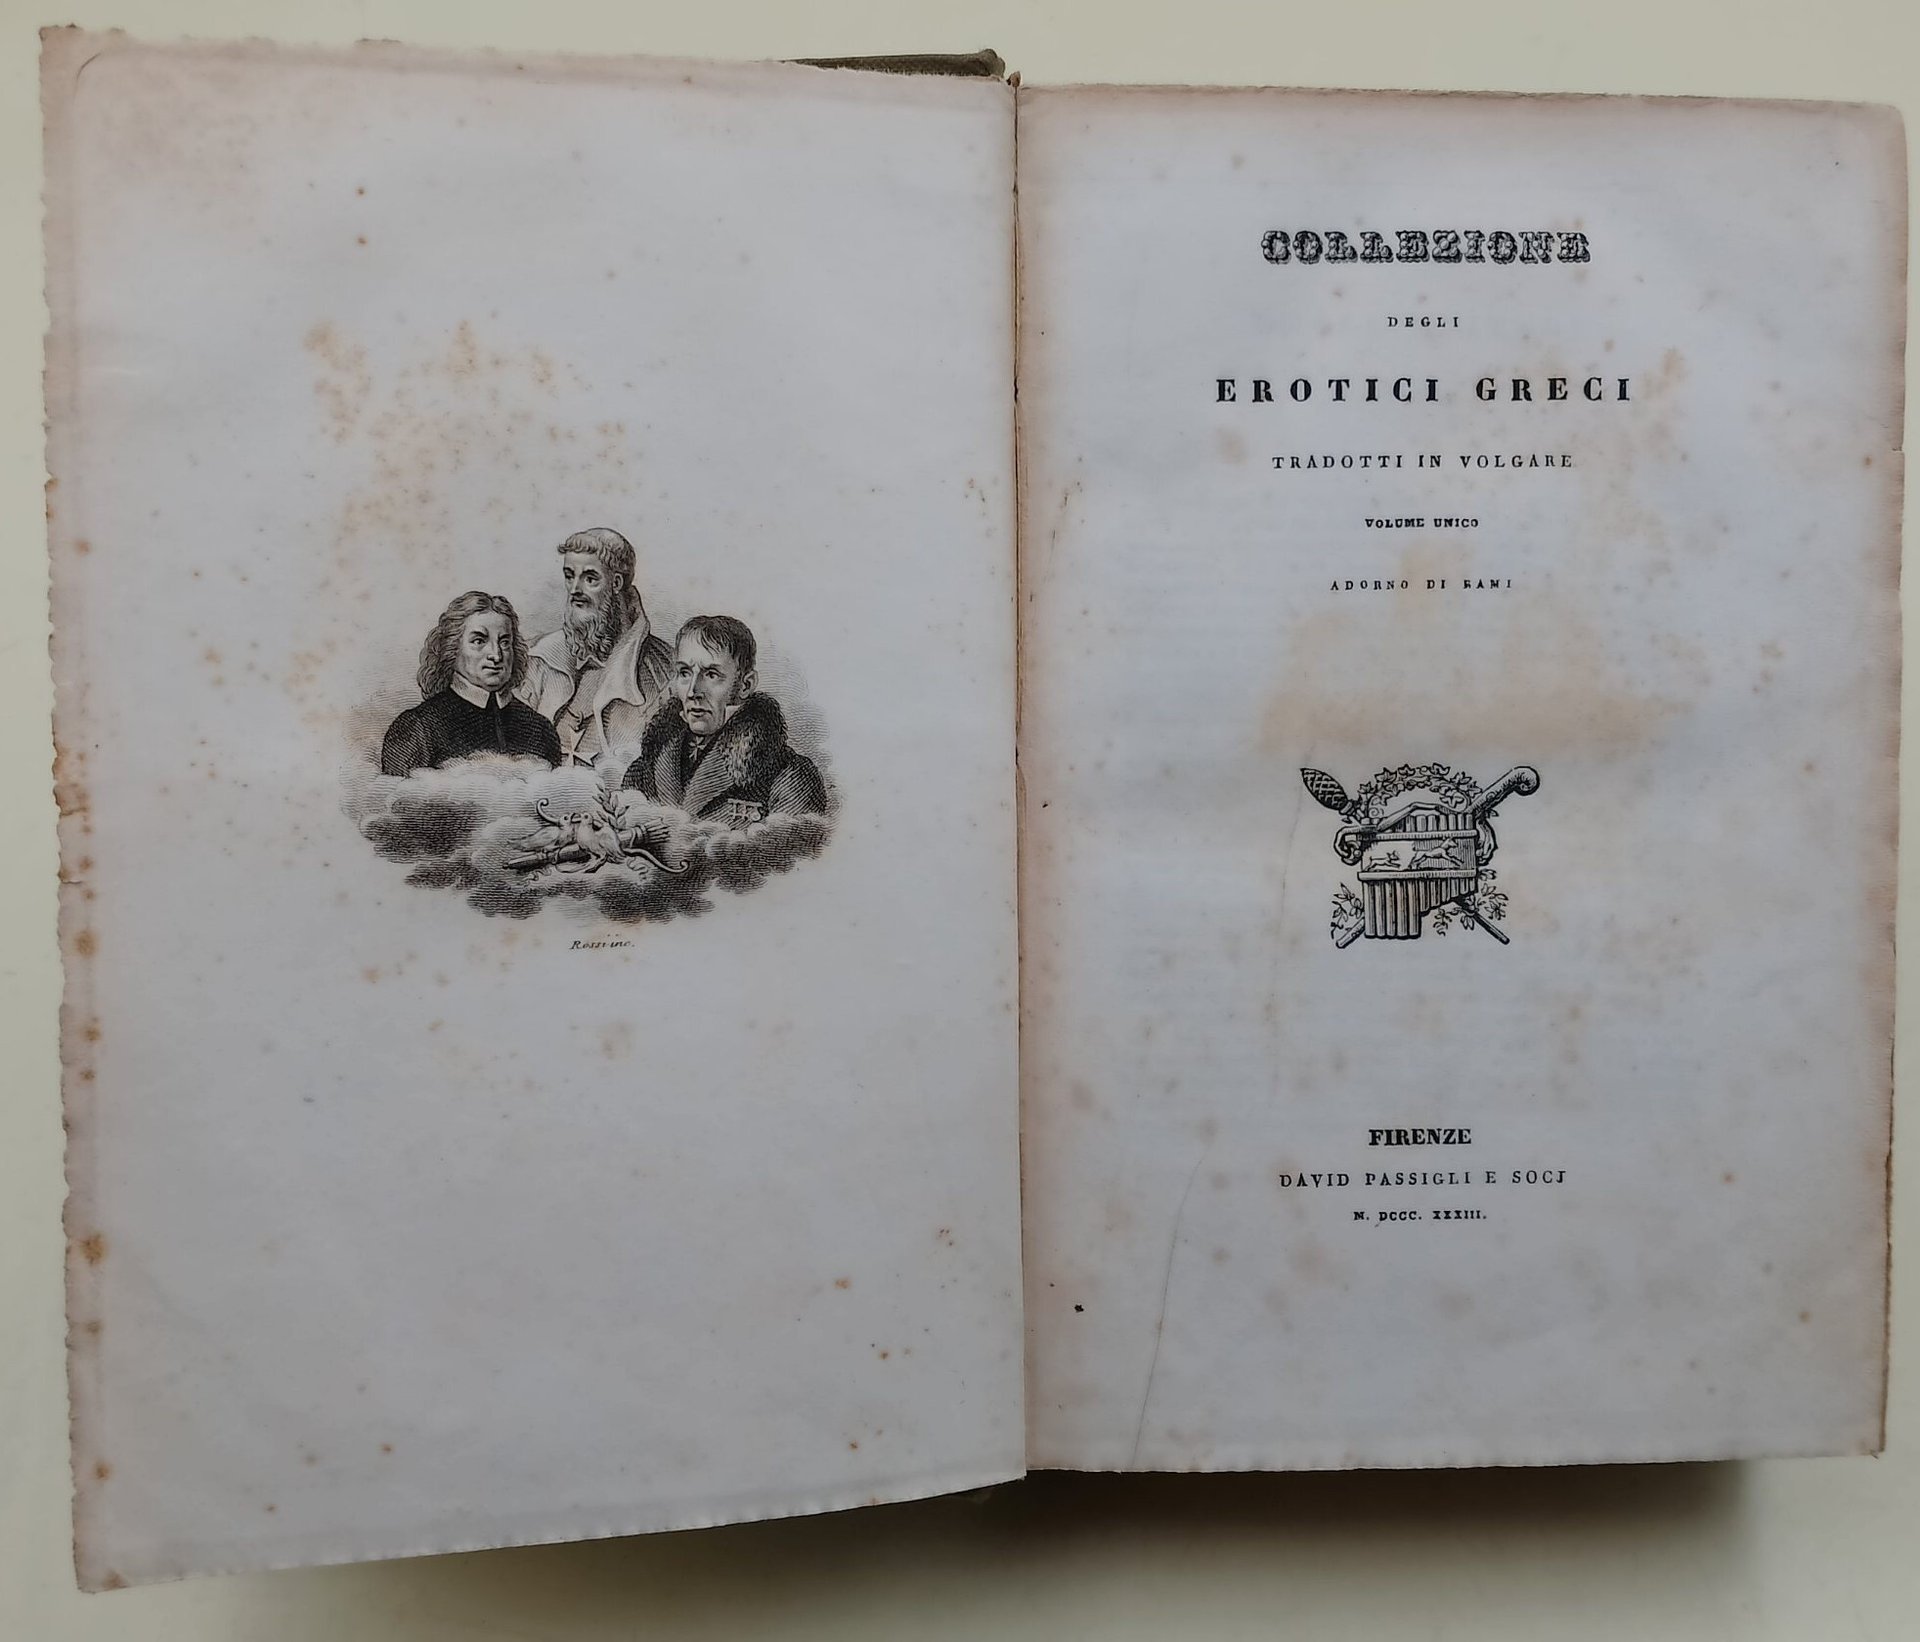 Rossi inc.
COLLEZIONE
DEGLI
EROTICI GRECI
TRADOTTI IN VOLGARE
VOLUME UNICO
ADORNO DI RAMI
FIRENZE
DAVID PASSIGLI E SOCJ
M. DCCC. XXXIII.